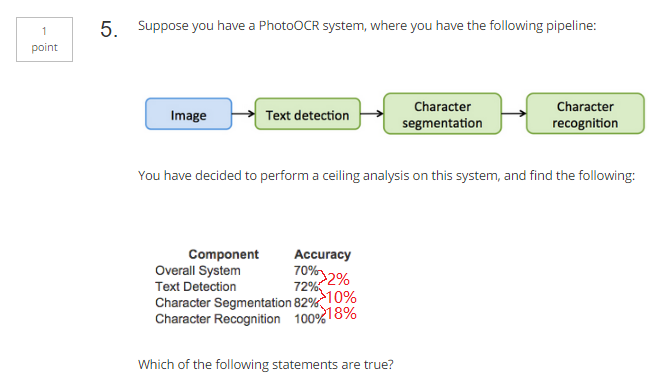 1
point
5. Suppose you have a PhotoOCR system, where you have the following pipeline:
Image
Text detection
Character
segmentation
Character
recognition
You have decided to perform a ceiling analysis on this system, and find the following:
Component Accuracy
Overall System 70%
2%
Text Detection 72%
10%
Character Segmentation 82%
18%
Character Recognition 100%
Which of the following statements are true?